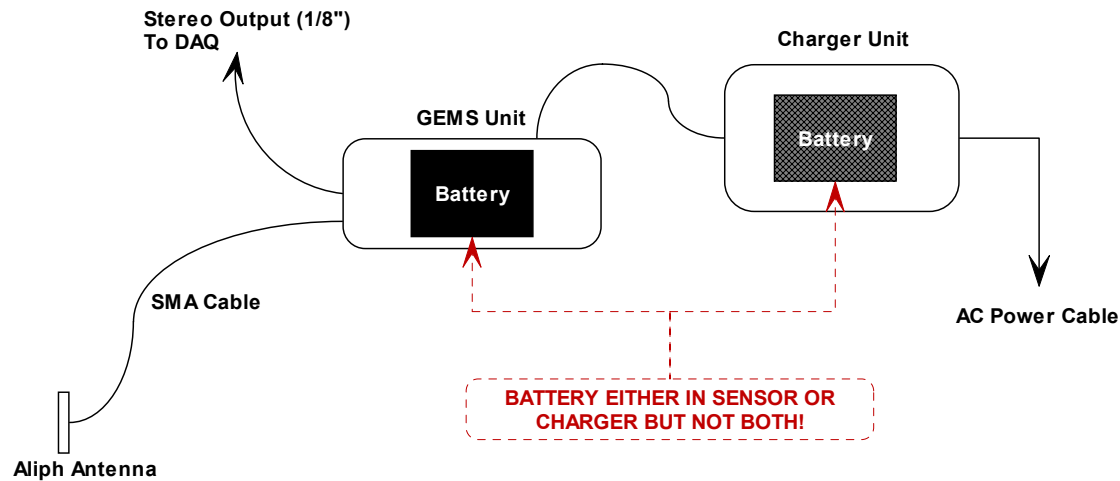 Stereo Output (1/8")
To DAQ
Charger Unit
GEMS Unit
Battery
Battery
SMA Cable
AC Power Cable
BATTERY EITHER IN SENSOR OR
CHARGER BUT NOT BOTH!
Aliph Antenna